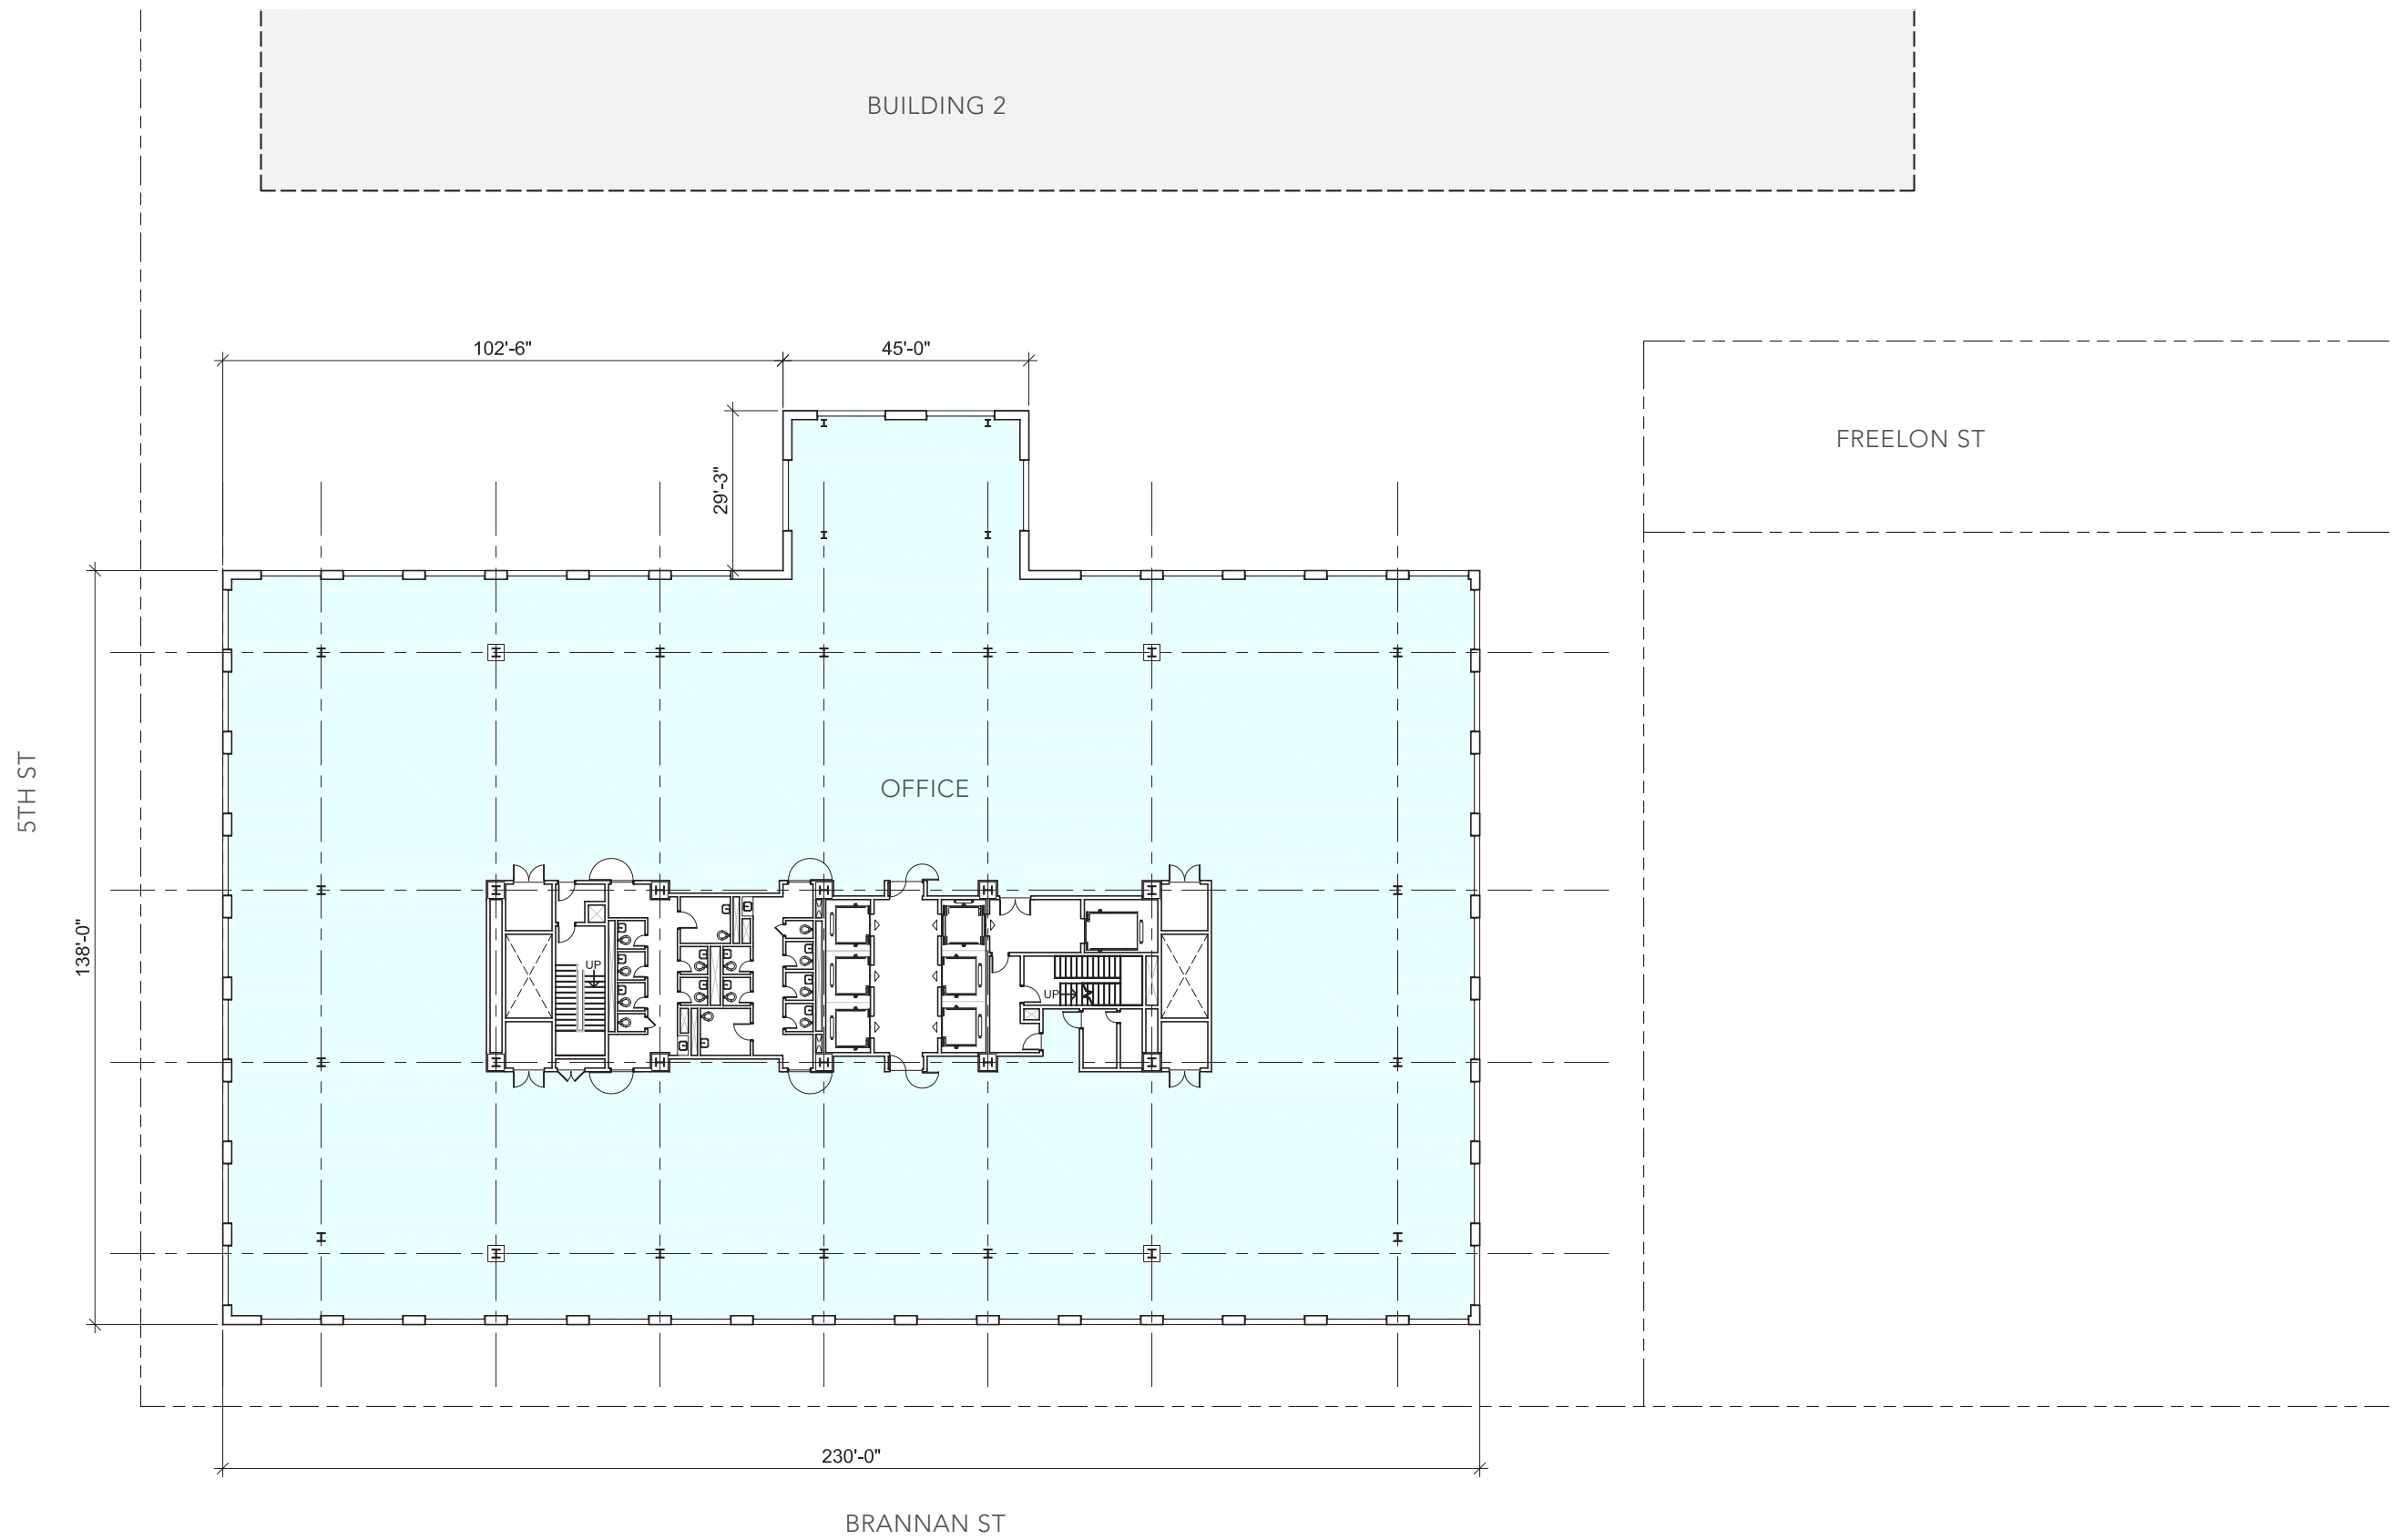 BUILDING 2
102'-6"
45'-0"
29'-3"
FREELON ST
5TH ST
OFFICE
138'-0"
UP
UP
230'-0"
BRANNAN ST